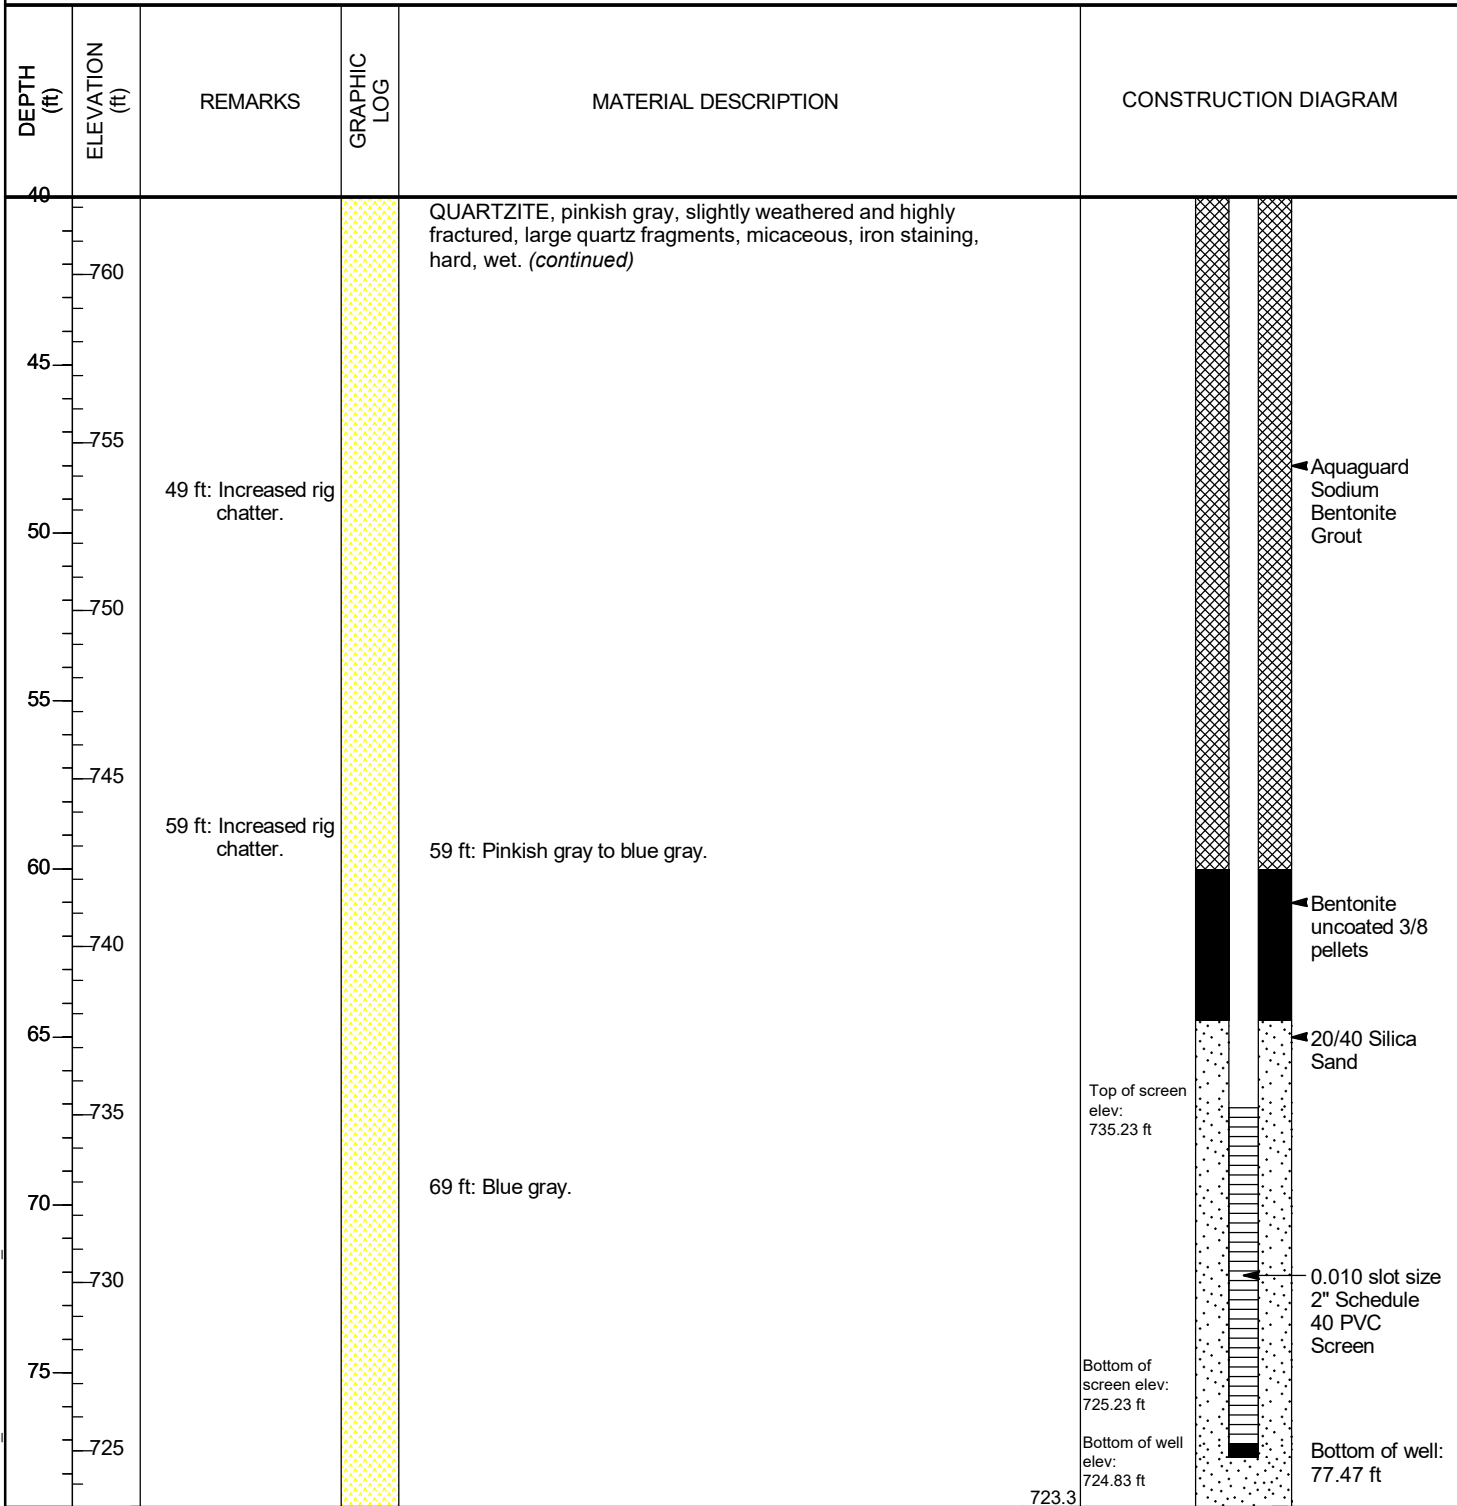 DEPTH
(ft)
ELEVATION
(ft)
REMARKS
GRAPHIC
LOG
MATERIAL DESCRIPTION
CONSTRUCTION DIAGRAM
40
QUARTZITE, pinkish gray, slightly weathered and highly
fractured, large quartz fragments, micaceous, iron staining,
hard, wet. (continued)
760
45
755
Aquaguard
Sodium
Bentonite
Grout
49 ft: Increased rig
chatter.
50
750
55
745
59 ft: Increased rig
chatter.
59 ft: Pinkish gray to blue gray.
60
Bentonite
uncoated 3/8
pellets
740
65
20/40 Silica
Sand
Top of screen
elev:
735.23 ft
735
69 ft: Blue gray.
70
730
0.010 slot size
2" Schedule
40 PVC
Screen
75
Bottom of
screen elev:
725.23 ft
725
Bottom of well
elev:
724.83 ft
Bottom of well:
77.47 ft
723.3